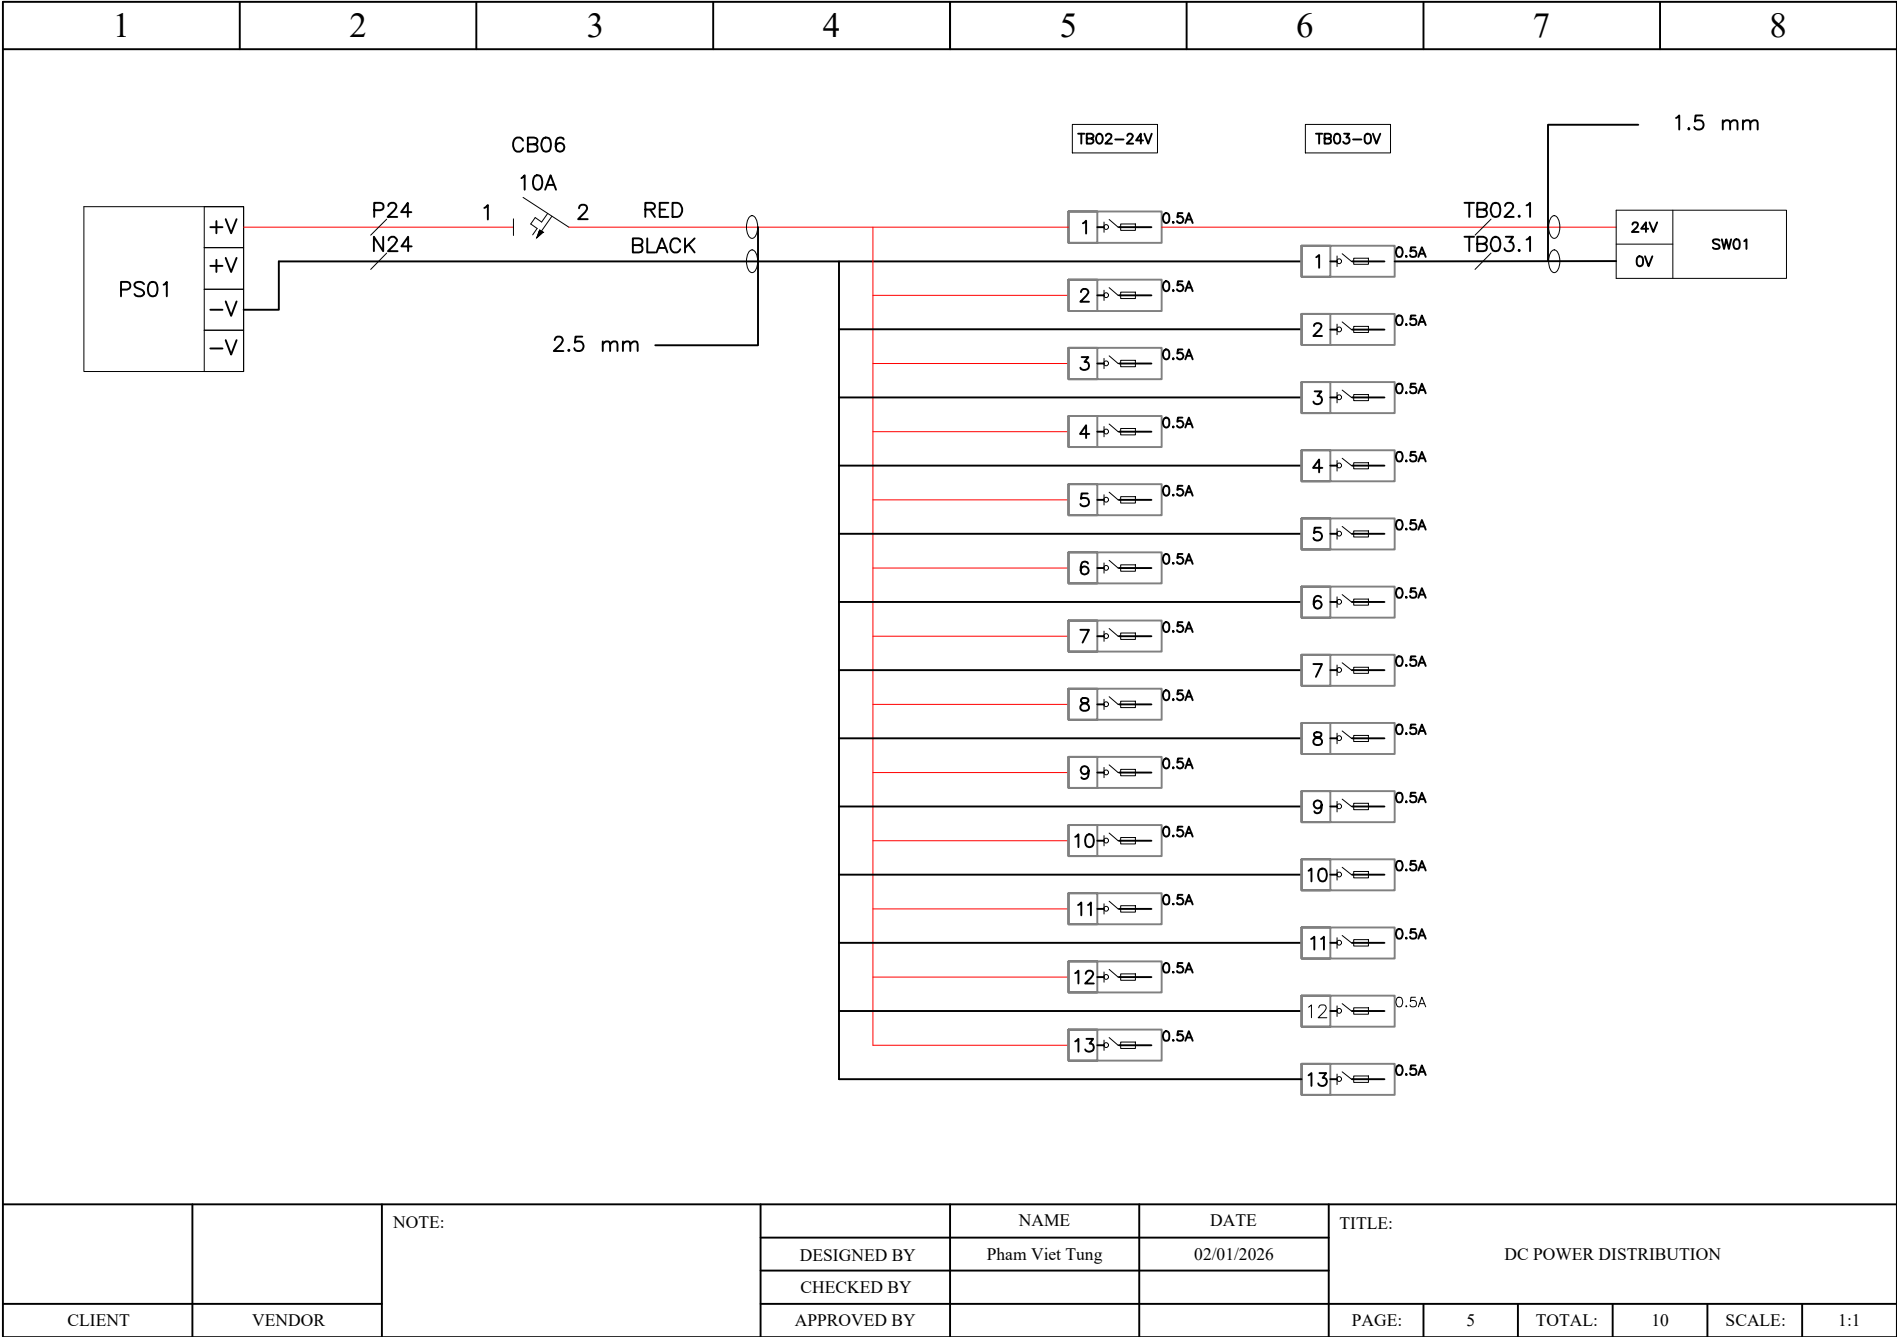 1 2 3 4 5 6 7 8
1.5 mm
TB02-24V TB03-0V
CB06
10A
P24 1 2 RED TB02.1
N24 BLACK TB03.1
PS01
+V
+V
-V
-V
2.5 mm
24V
0V
SW01
1 0.5A
1 0.5A
2 0.5A
2 0.5A
3 0.5A
3 0.5A
4 0.5A
4 0.5A
5 0.5A
5 0.5A
6 0.5A
6 0.5A
7 0.5A
7 0.5A
8 0.5A
8 0.5A
9 0.5A
9 0.5A
10 0.5A
10 0.5A
11 0.5A
11 0.5A
12 0.5A
12 0.5A
13 0.5A
13 0.5A
CLIENT VENDOR
NOTE:
NAME DATE
DESIGNED BY Pham Viet Tung 02/01/2026
CHECKED BY
APPROVED BY
TITLE:
DC POWER DISTRIBUTION
PAGE: 5 TOTAL: 10 SCALE: 1:1